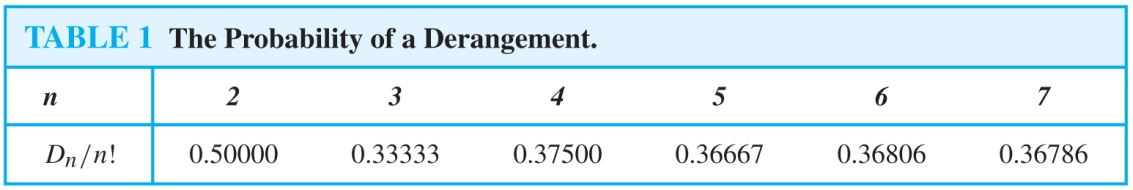 TABLE 1 The Probability of a Derangement.
n 2 3 4 5 6 7
Dn/n! 0.50000 0.33333 0.37500 0.36667 0.36806 0.36786